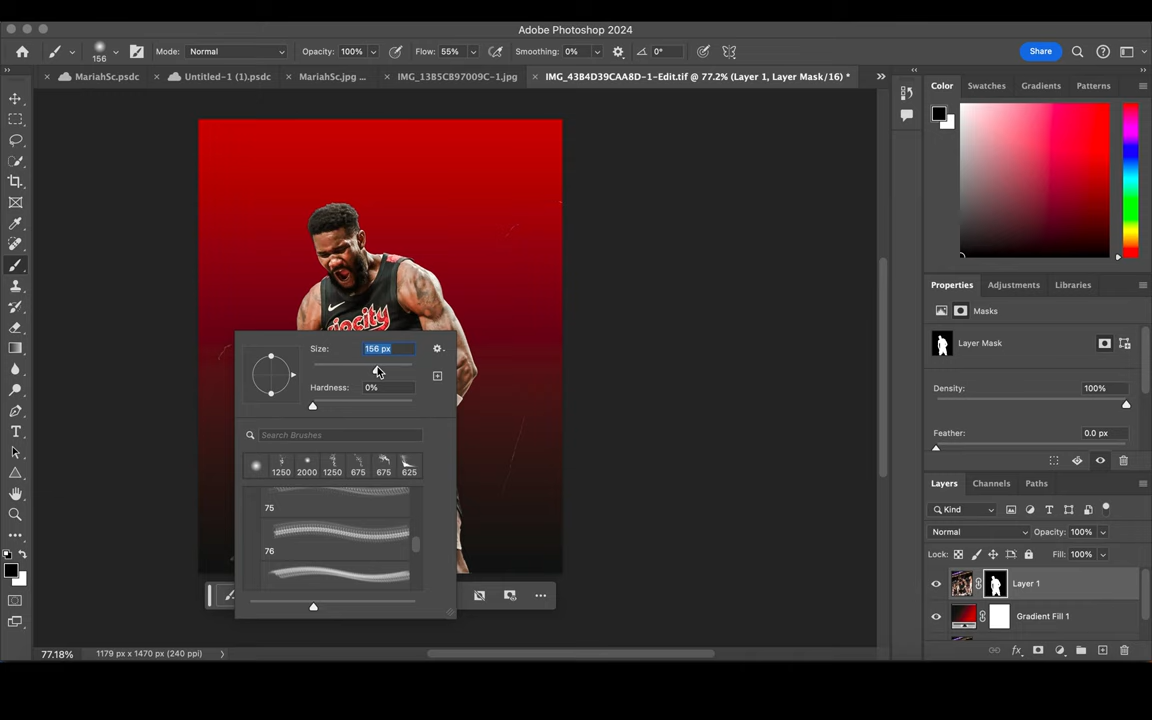 Adobe Photoshop 2024
156
Mode: Normal
Opacity: 100%
Flow: 55%
Smoothing: 0%
0°
Share
MariahSc.psdc
Untitled-1 (1).psdc
MariahSc.jpg ...
IMG_13B5CB97009C-1.jpg
IMG_43B4D39CAA8D-1-Edit.tif @ 77.2% (Layer 1, Layer Mask/16) *
Color
Swatches
Gradients
Patterns
Properties
Adjustments
Libraries
Masks
Layer Mask
Density: 100%
Feather: 0.0 px
Layers
Channels
Paths
Kind
Normal
Opacity: 100%
Lock:
Fill: 100%
Layer 1
Gradient Fill 1
Size: 156 px
Hardness: 0%
Search Brushes
1250
2000
1250
675
675
625
75
76
77.18%
1179 px x 1470 px (240 ppi)